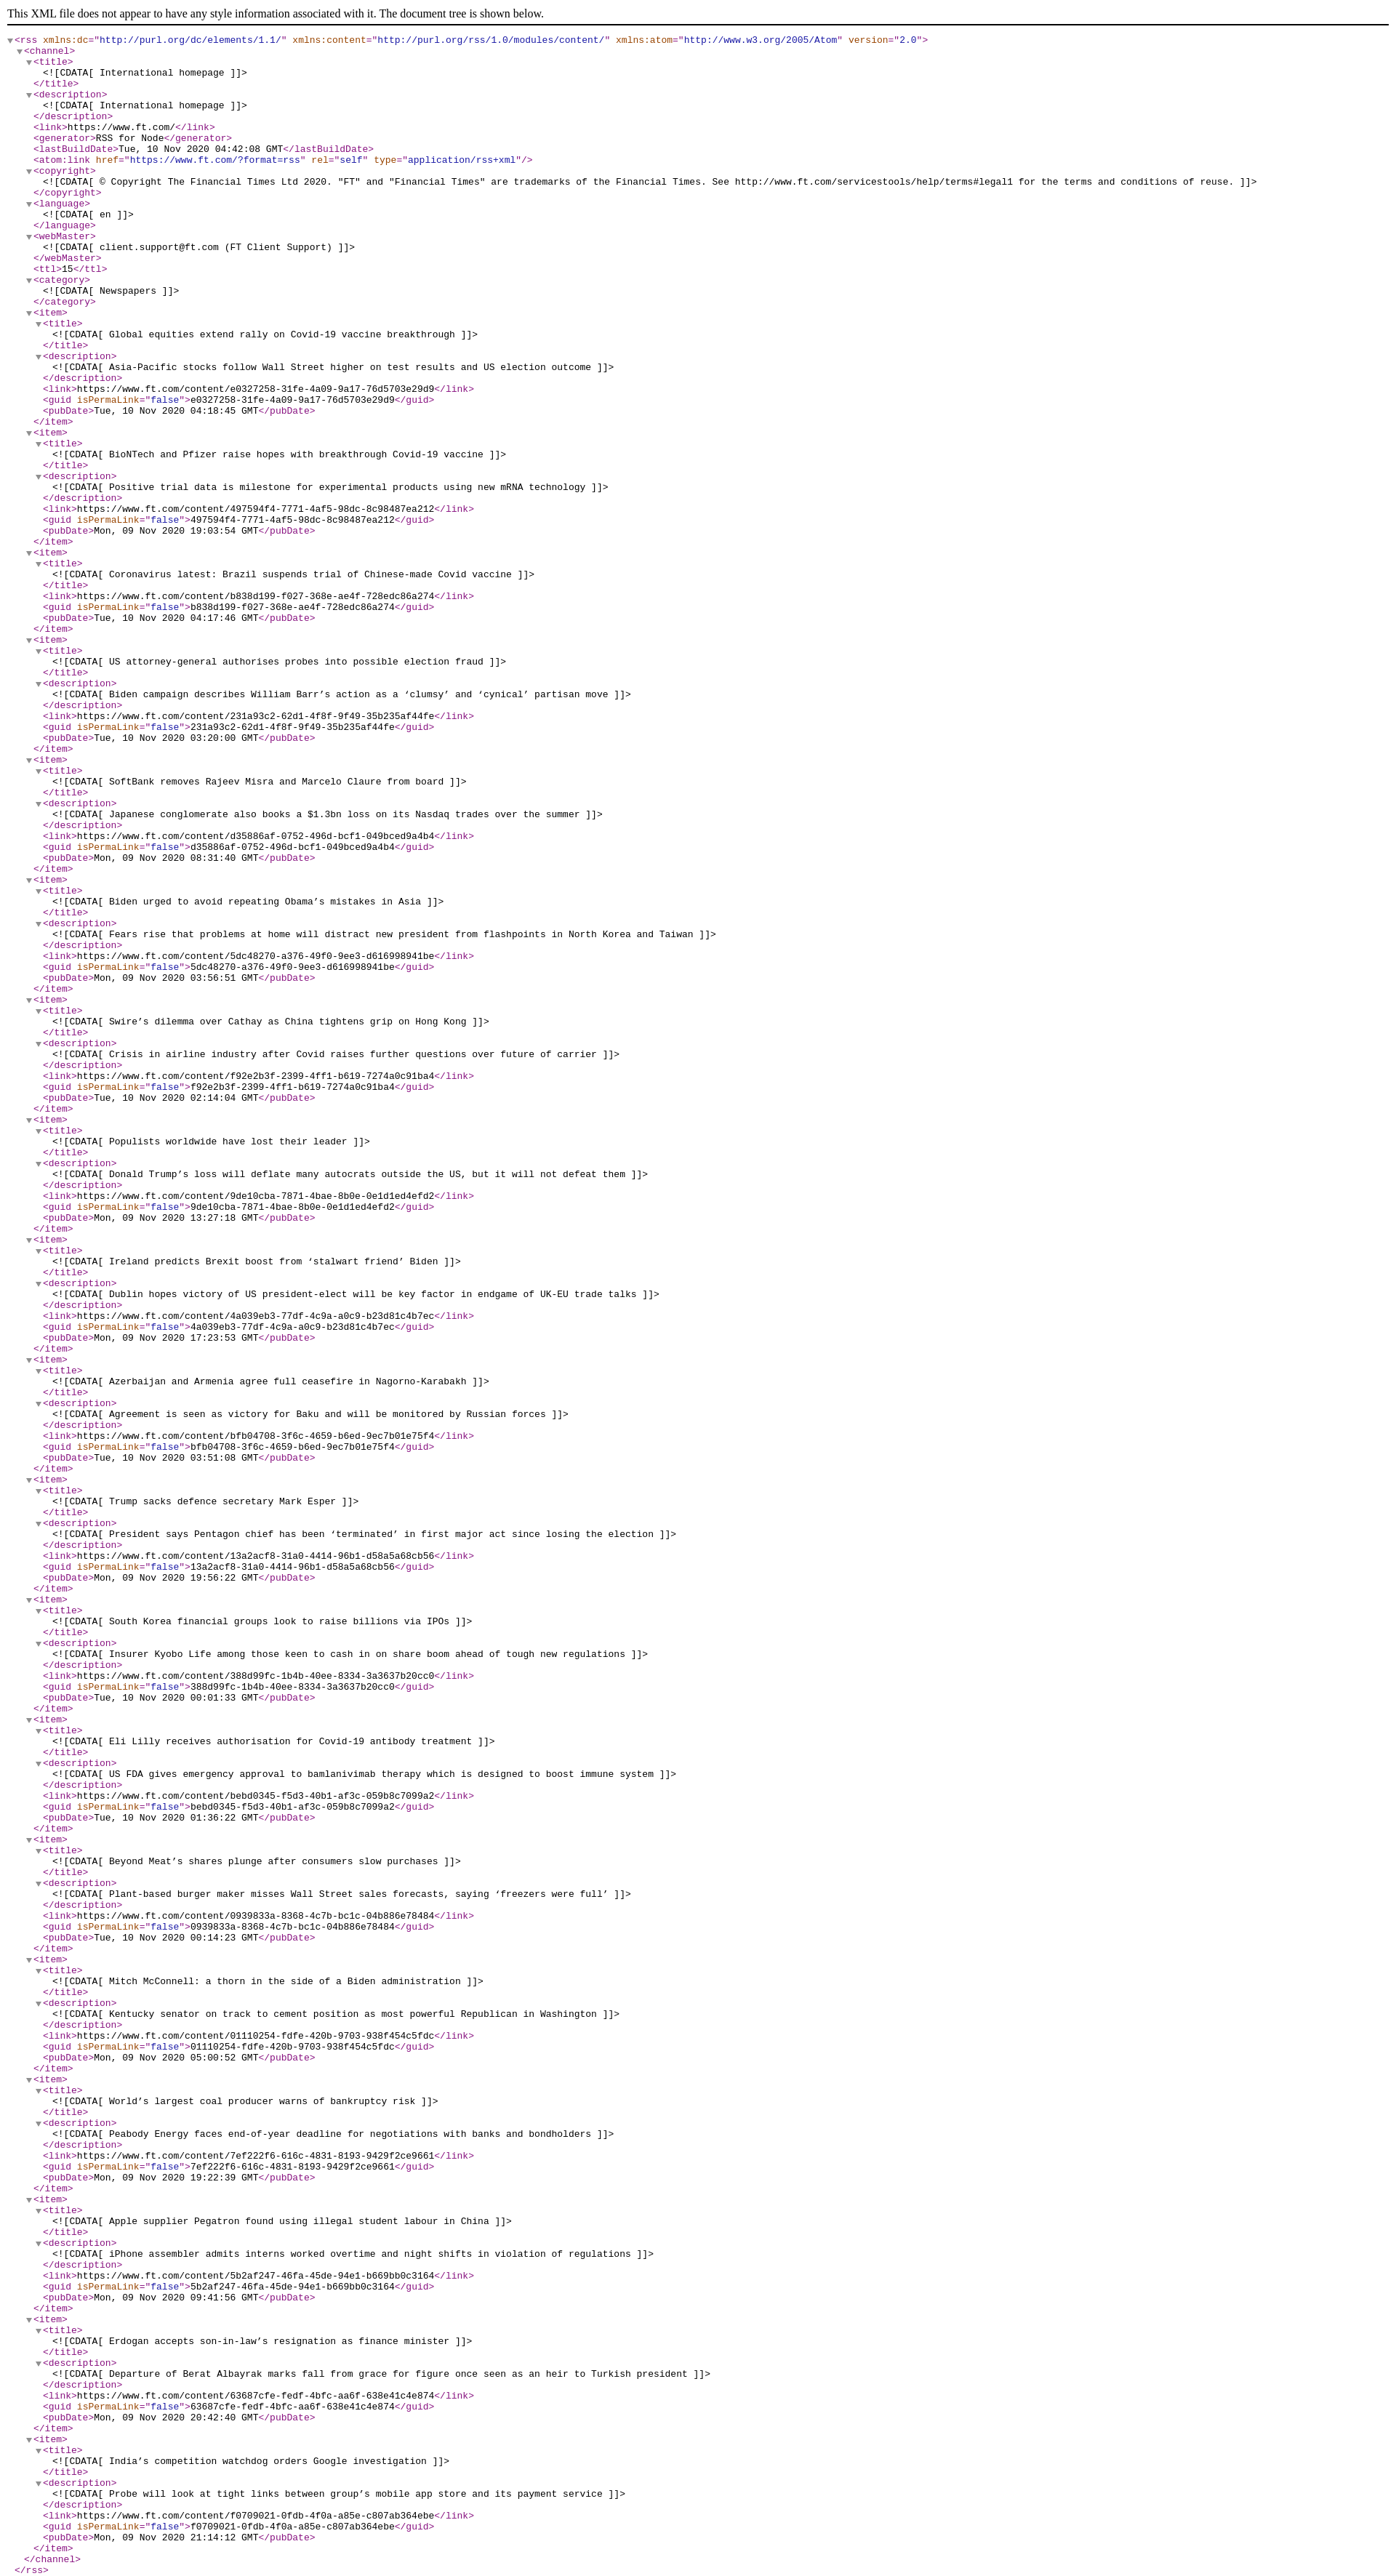 This XML file does not appear to have any style information associated with it. The document tree is shown below.
<rss xmlns:dc="http://purl.org/dc/elements/1.1/" xmlns:content="http://purl.org/rss/1.0/modules/content/" xmlns:atom="http://www.w3.org/2005/Atom" version="2.0">
<channel>
<title>
<![CDATA[ International homepage ]]>
</title>
<description>
<![CDATA[ International homepage ]]>
</description>
<link>https://www.ft.com/</link>
<generator>RSS for Node</generator>
<lastBuildDate>Tue, 10 Nov 2020 04:42:08 GMT</lastBuildDate>
<atom:link href="https://www.ft.com/?format=rss" rel="self" type="application/rss+xml"/>
<copyright>
<![CDATA[ © Copyright The Financial Times Ltd 2020. "FT" and "Financial Times" are trademarks of the Financial Times. See http://www.ft.com/servicestools/help/terms#legal1 for the terms and conditions of reuse. ]]>
</copyright>
<language>
<![CDATA[ en ]]>
</language>
<webMaster>
<![CDATA[ client.support@ft.com (FT Client Support) ]]>
</webMaster>
<ttl>15</ttl>
<category>
<![CDATA[ Newspapers ]]>
</category>
<item>
<title>
<![CDATA[ Global equities extend rally on Covid-19 vaccine breakthrough ]]>
</title>
<description>
<![CDATA[ Asia-Pacific stocks follow Wall Street higher on test results and US election outcome ]]>
</description>
<link>https://www.ft.com/content/e0327258-31fe-4a09-9a17-76d5703e29d9</link>
<guid isPermaLink="false">e0327258-31fe-4a09-9a17-76d5703e29d9</guid>
<pubDate>Tue, 10 Nov 2020 04:18:45 GMT</pubDate>
</item>
<item>
<title>
<![CDATA[ BioNTech and Pfizer raise hopes with breakthrough Covid-19 vaccine ]]>
</title>
<description>
<![CDATA[ Positive trial data is milestone for experimental products using new mRNA technology ]]>
</description>
<link>https://www.ft.com/content/497594f4-7771-4af5-98dc-8c98487ea212</link>
<guid isPermaLink="false">497594f4-7771-4af5-98dc-8c98487ea212</guid>
<pubDate>Mon, 09 Nov 2020 19:03:54 GMT</pubDate>
</item>
<item>
<title>
<![CDATA[ Coronavirus latest: Brazil suspends trial of Chinese-made Covid vaccine ]]>
</title>
<link>https://www.ft.com/content/b838d199-f027-368e-ae4f-728edc86a274</link>
<guid isPermaLink="false">b838d199-f027-368e-ae4f-728edc86a274</guid>
<pubDate>Tue, 10 Nov 2020 04:17:46 GMT</pubDate>
</item>
<item>
<title>
<![CDATA[ US attorney-general authorises probes into possible election fraud ]]>
</title>
<description>
<![CDATA[ Biden campaign describes William Barr’s action as a ‘clumsy’ and ‘cynical’ partisan move ]]>
</description>
<link>https://www.ft.com/content/231a93c2-62d1-4f8f-9f49-35b235af44fe</link>
<guid isPermaLink="false">231a93c2-62d1-4f8f-9f49-35b235af44fe</guid>
<pubDate>Tue, 10 Nov 2020 03:20:00 GMT</pubDate>
</item>
<item>
<title>
<![CDATA[ SoftBank removes Rajeev Misra and Marcelo Claure from board ]]>
</title>
<description>
<![CDATA[ Japanese conglomerate also books a $1.3bn loss on its Nasdaq trades over the summer ]]>
</description>
<link>https://www.ft.com/content/d35886af-0752-496d-bcf1-049bced9a4b4</link>
<guid isPermaLink="false">d35886af-0752-496d-bcf1-049bced9a4b4</guid>
<pubDate>Mon, 09 Nov 2020 08:31:40 GMT</pubDate>
</item>
<item>
<title>
<![CDATA[ Biden urged to avoid repeating Obama’s mistakes in Asia ]]>
</title>
<description>
<![CDATA[ Fears rise that problems at home will distract new president from flashpoints in North Korea and Taiwan ]]>
</description>
<link>https://www.ft.com/content/5dc48270-a376-49f0-9ee3-d616998941be</link>
<guid isPermaLink="false">5dc48270-a376-49f0-9ee3-d616998941be</guid>
<pubDate>Mon, 09 Nov 2020 03:56:51 GMT</pubDate>
</item>
<item>
<title>
<![CDATA[ Swire’s dilemma over Cathay as China tightens grip on Hong Kong ]]>
</title>
<description>
<![CDATA[ Crisis in airline industry after Covid raises further questions over future of carrier ]]>
</description>
<link>https://www.ft.com/content/f92e2b3f-2399-4ff1-b619-7274a0c91ba4</link>
<guid isPermaLink="false">f92e2b3f-2399-4ff1-b619-7274a0c91ba4</guid>
<pubDate>Tue, 10 Nov 2020 02:14:04 GMT</pubDate>
</item>
<item>
<title>
<![CDATA[ Populists worldwide have lost their leader ]]>
</title>
<description>
<![CDATA[ Donald Trump’s loss will deflate many autocrats outside the US, but it will not defeat them ]]>
</description>
<link>https://www.ft.com/content/9de10cba-7871-4bae-8b0e-0e1d1ed4efd2</link>
<guid isPermaLink="false">9de10cba-7871-4bae-8b0e-0e1d1ed4efd2</guid>
<pubDate>Mon, 09 Nov 2020 13:27:18 GMT</pubDate>
</item>
<item>
<title>
<![CDATA[ Ireland predicts Brexit boost from ‘stalwart friend’ Biden ]]>
</title>
<description>
<![CDATA[ Dublin hopes victory of US president-elect will be key factor in endgame of UK-EU trade talks ]]>
</description>
<link>https://www.ft.com/content/4a039eb3-77df-4c9a-a0c9-b23d81c4b7ec</link>
<guid isPermaLink="false">4a039eb3-77df-4c9a-a0c9-b23d81c4b7ec</guid>
<pubDate>Mon, 09 Nov 2020 17:23:53 GMT</pubDate>
</item>
<item>
<title>
<![CDATA[ Azerbaijan and Armenia agree full ceasefire in Nagorno-Karabakh ]]>
</title>
<description>
<![CDATA[ Agreement is seen as victory for Baku and will be monitored by Russian forces ]]>
</description>
<link>https://www.ft.com/content/bfb04708-3f6c-4659-b6ed-9ec7b01e75f4</link>
<guid isPermaLink="false">bfb04708-3f6c-4659-b6ed-9ec7b01e75f4</guid>
<pubDate>Tue, 10 Nov 2020 03:51:08 GMT</pubDate>
</item>
<item>
<title>
<![CDATA[ Trump sacks defence secretary Mark Esper ]]>
</title>
<description>
<![CDATA[ President says Pentagon chief has been ‘terminated’ in first major act since losing the election ]]>
</description>
<link>https://www.ft.com/content/13a2acf8-31a0-4414-96b1-d58a5a68cb56</link>
<guid isPermaLink="false">13a2acf8-31a0-4414-96b1-d58a5a68cb56</guid>
<pubDate>Mon, 09 Nov 2020 19:56:22 GMT</pubDate>
</item>
<item>
<title>
<![CDATA[ South Korea financial groups look to raise billions via IPOs ]]>
</title>
<description>
<![CDATA[ Insurer Kyobo Life among those keen to cash in on share boom ahead of tough new regulations ]]>
</description>
<link>https://www.ft.com/content/388d99fc-1b4b-40ee-8334-3a3637b20cc0</link>
<guid isPermaLink="false">388d99fc-1b4b-40ee-8334-3a3637b20cc0</guid>
<pubDate>Tue, 10 Nov 2020 00:01:33 GMT</pubDate>
</item>
<item>
<title>
<![CDATA[ Eli Lilly receives authorisation for Covid-19 antibody treatment ]]>
</title>
<description>
<![CDATA[ US FDA gives emergency approval to bamlanivimab therapy which is designed to boost immune system ]]>
</description>
<link>https://www.ft.com/content/bebd0345-f5d3-40b1-af3c-059b8c7099a2</link>
<guid isPermaLink="false">bebd0345-f5d3-40b1-af3c-059b8c7099a2</guid>
<pubDate>Tue, 10 Nov 2020 01:36:22 GMT</pubDate>
</item>
<item>
<title>
<![CDATA[ Beyond Meat’s shares plunge after consumers slow purchases ]]>
</title>
<description>
<![CDATA[ Plant-based burger maker misses Wall Street sales forecasts, saying ‘freezers were full’ ]]>
</description>
<link>https://www.ft.com/content/0939833a-8368-4c7b-bc1c-04b886e78484</link>
<guid isPermaLink="false">0939833a-8368-4c7b-bc1c-04b886e78484</guid>
<pubDate>Tue, 10 Nov 2020 00:14:23 GMT</pubDate>
</item>
<item>
<title>
<![CDATA[ Mitch McConnell: a thorn in the side of a Biden administration ]]>
</title>
<description>
<![CDATA[ Kentucky senator on track to cement position as most powerful Republican in Washington ]]>
</description>
<link>https://www.ft.com/content/01110254-fdfe-420b-9703-938f454c5fdc</link>
<guid isPermaLink="false">01110254-fdfe-420b-9703-938f454c5fdc</guid>
<pubDate>Mon, 09 Nov 2020 05:00:52 GMT</pubDate>
</item>
<item>
<title>
<![CDATA[ World’s largest coal producer warns of bankruptcy risk ]]>
</title>
<description>
<![CDATA[ Peabody Energy faces end-of-year deadline for negotiations with banks and bondholders ]]>
</description>
<link>https://www.ft.com/content/7ef222f6-616c-4831-8193-9429f2ce9661</link>
<guid isPermaLink="false">7ef222f6-616c-4831-8193-9429f2ce9661</guid>
<pubDate>Mon, 09 Nov 2020 19:22:39 GMT</pubDate>
</item>
<item>
<title>
<![CDATA[ Apple supplier Pegatron found using illegal student labour in China ]]>
</title>
<description>
<![CDATA[ iPhone assembler admits interns worked overtime and night shifts in violation of regulations ]]>
</description>
<link>https://www.ft.com/content/5b2af247-46fa-45de-94e1-b669bb0c3164</link>
<guid isPermaLink="false">5b2af247-46fa-45de-94e1-b669bb0c3164</guid>
<pubDate>Mon, 09 Nov 2020 09:41:56 GMT</pubDate>
</item>
<item>
<title>
<![CDATA[ Erdogan accepts son-in-law’s resignation as finance minister ]]>
</title>
<description>
<![CDATA[ Departure of Berat Albayrak marks fall from grace for figure once seen as an heir to Turkish president ]]>
</description>
<link>https://www.ft.com/content/63687cfe-fedf-4bfc-aa6f-638e41c4e874</link>
<guid isPermaLink="false">63687cfe-fedf-4bfc-aa6f-638e41c4e874</guid>
<pubDate>Mon, 09 Nov 2020 20:42:40 GMT</pubDate>
</item>
<item>
<title>
<![CDATA[ India’s competition watchdog orders Google investigation ]]>
</title>
<description>
<![CDATA[ Probe will look at tight links between group’s mobile app store and its payment service ]]>
</description>
<link>https://www.ft.com/content/f0709021-0fdb-4f0a-a85e-c807ab364ebe</link>
<guid isPermaLink="false">f0709021-0fdb-4f0a-a85e-c807ab364ebe</guid>
<pubDate>Mon, 09 Nov 2020 21:14:12 GMT</pubDate>
</item>
</channel>
</rss>